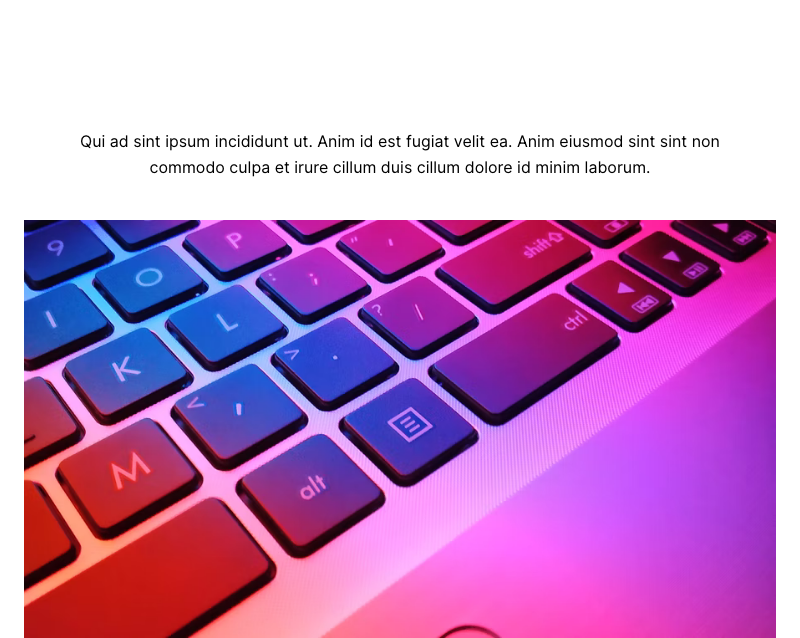 Qui ad sint ipsum incididunt ut. Anim id est fugiat velit ea. Anim eiusmod sint sint non
commodo culpa et irure cillum duis cillum dolore id minim laborum.
9
P
" '
shift
O
: ;
I
L
? /
ctrl
K
> .
< ,
M
alt